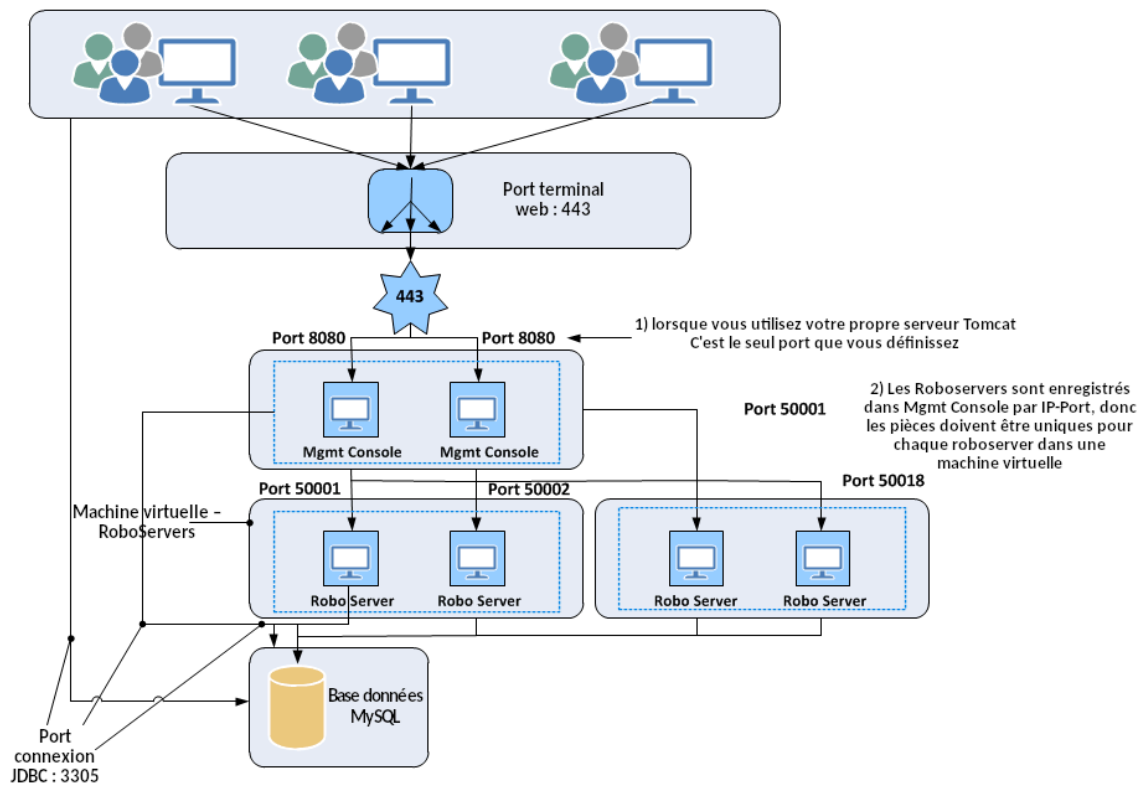 Port terminal
web : 443
443
Port 8080
Port 8080
1) lorsque vous utilisez votre propre serveur Tomcat
C'est le seul port que vous définissez
Mgmt Console
Mgmt Console
Port 50001
2) Les Roboservers sont enregistrés
dans Mgmt Console par IP-Port, donc
les pièces doivent être uniques pour
chaque roboserver dans une
machine virtuelle
Port 50001
Port 50002
Port 50018
Machine virtuelle –
RoboServers
Robo Server
Robo Server
Robo Server
Robo Server
Base données
MySQL
Port
connexion
JDBC : 3305